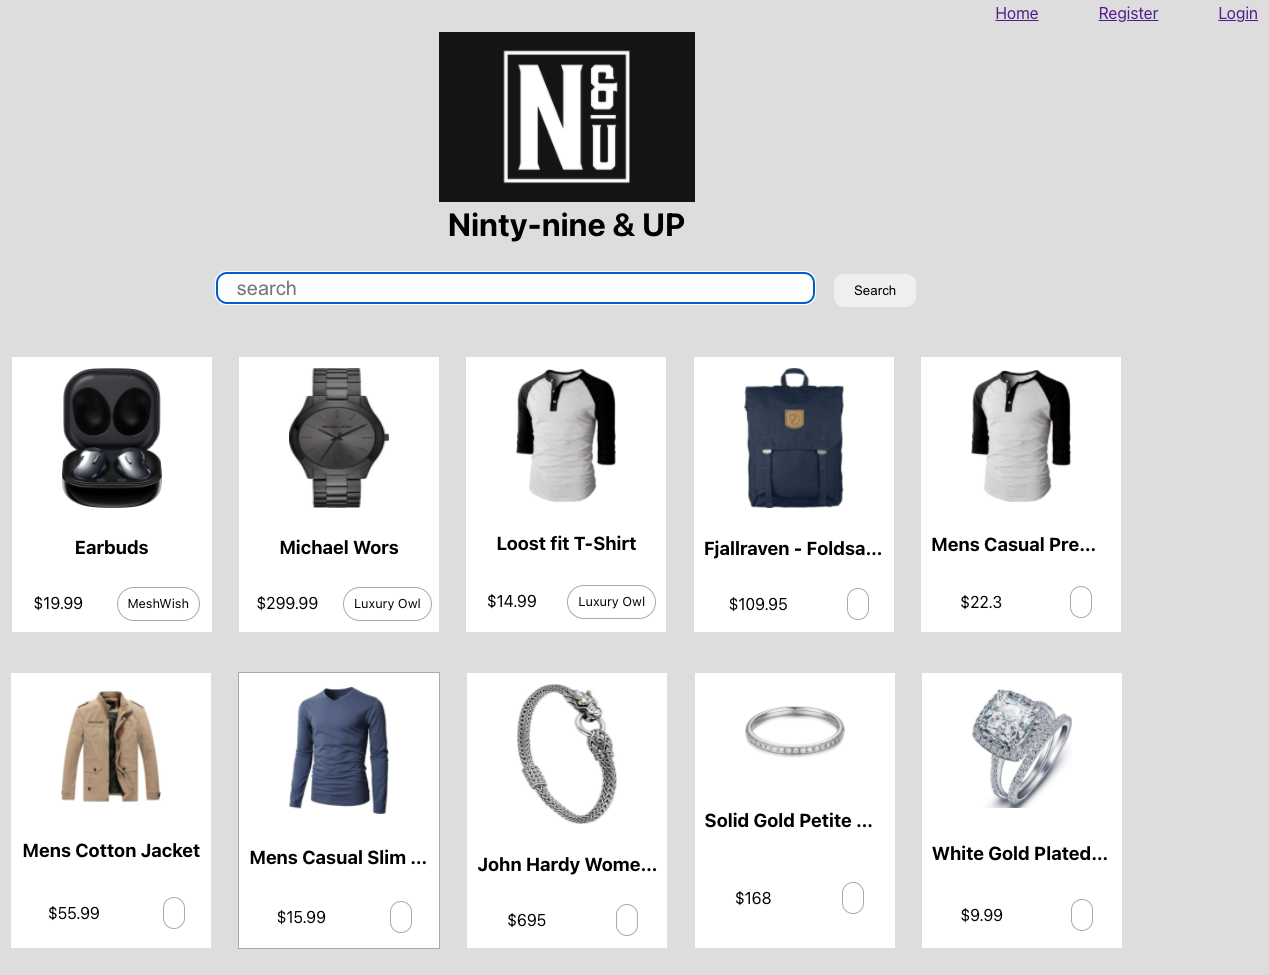 Home Register Login
N&U
Ninty-nine & UP
search Search
Earbuds
$19.99 MeshWish
Michael Wors
$299.99 Luxury Owl
Loost fit T-Shirt
$14.99 Luxury Owl
Fjallraven - Foldsa...
$109.95
Mens Casual Pre...
$22.3
Mens Cotton Jacket
$55.99
Mens Casual Slim ...
$15.99
John Hardy Wome...
$695
Solid Gold Petite ...
$168
White Gold Plated...
$9.99